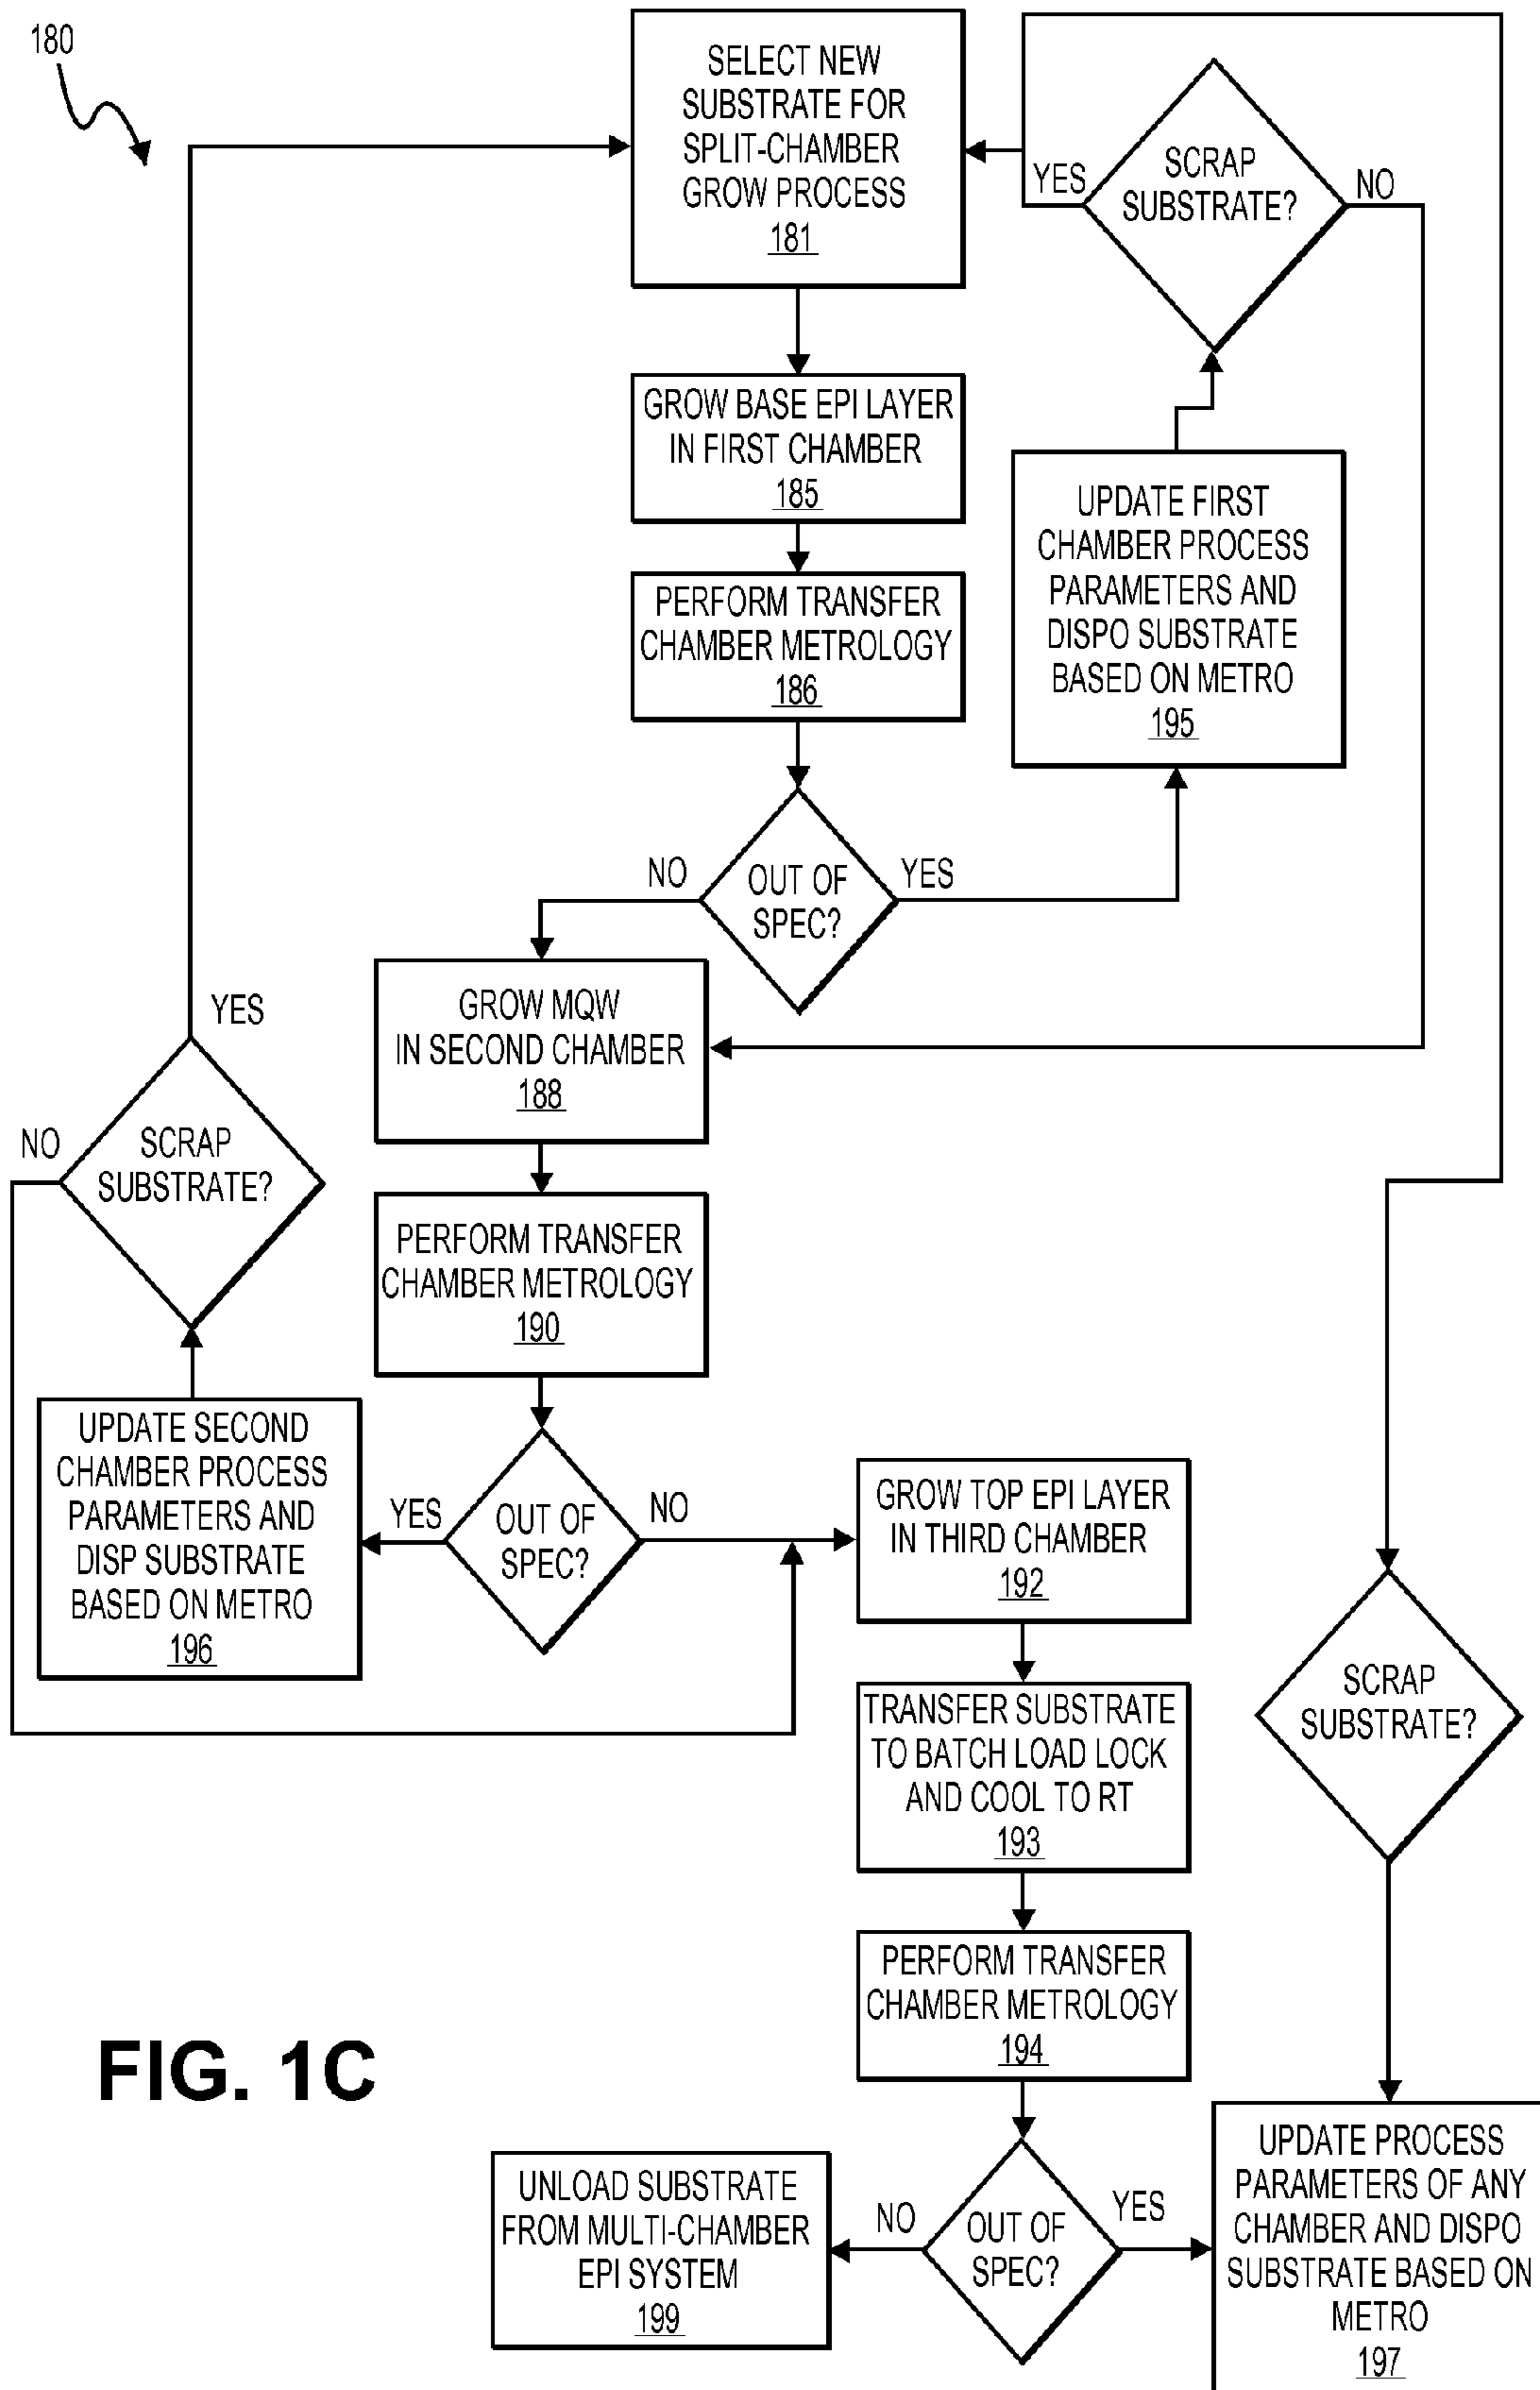 180
SELECT NEW
SUBSTRATE FOR
SPLIT-CHAMBER
GROW PROCESS
181
SCRAP
SUBSTRATE?
YES
NO
GROW BASE EPI LAYER
IN FIRST CHAMBER
185
UPDATE FIRST
CHAMBER PROCESS
PARAMETERS AND
DISPO SUBSTRATE
BASED ON METRO
195
PERFORM TRANSFER
CHAMBER METROLOGY
186
NO
OUT OF
SPEC?
YES
GROW MQW
IN SECOND CHAMBER
188
YES
NO
SCRAP
SUBSTRATE?
PERFORM TRANSFER
CHAMBER METROLOGY
190
UPDATE SECOND
CHAMBER PROCESS
PARAMETERS AND
DISP SUBSTRATE
BASED ON METRO
196
YES
OUT OF
SPEC?
NO
GROW TOP EPI LAYER
IN THIRD CHAMBER
192
TRANSFER SUBSTRATE
TO BATCH LOAD LOCK
AND COOL TO RT
193
SCRAP
SUBSTRATE?
PERFORM TRANSFER
CHAMBER METROLOGY
194
FIG. 1C
UNLOAD SUBSTRATE
FROM MULTI-CHAMBER
EPI SYSTEM
199
NO
OUT OF
SPEC?
YES
UPDATE PROCESS
PARAMETERS OF ANY
CHAMBER AND DISPO
SUBSTRATE BASED ON
METRO
197